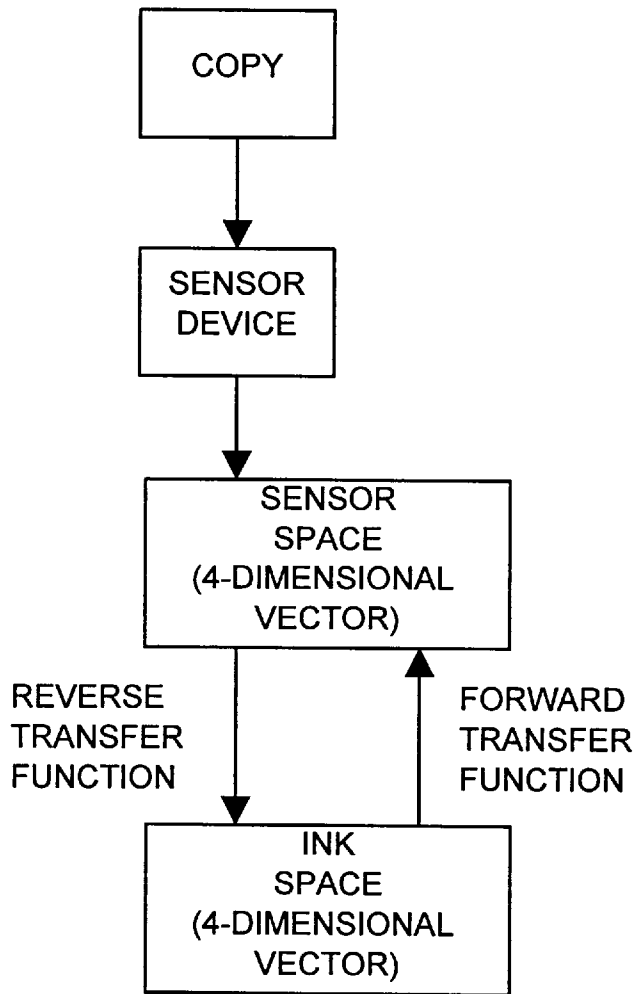 COPY
SENSOR
DEVICE
SENSOR
SPACE
(4-DIMENSIONAL
VECTOR)
REVERSE
TRANSFER
FUNCTION
FORWARD
TRANSFER
FUNCTION
INK
SPACE
(4-DIMENSIONAL
VECTOR)